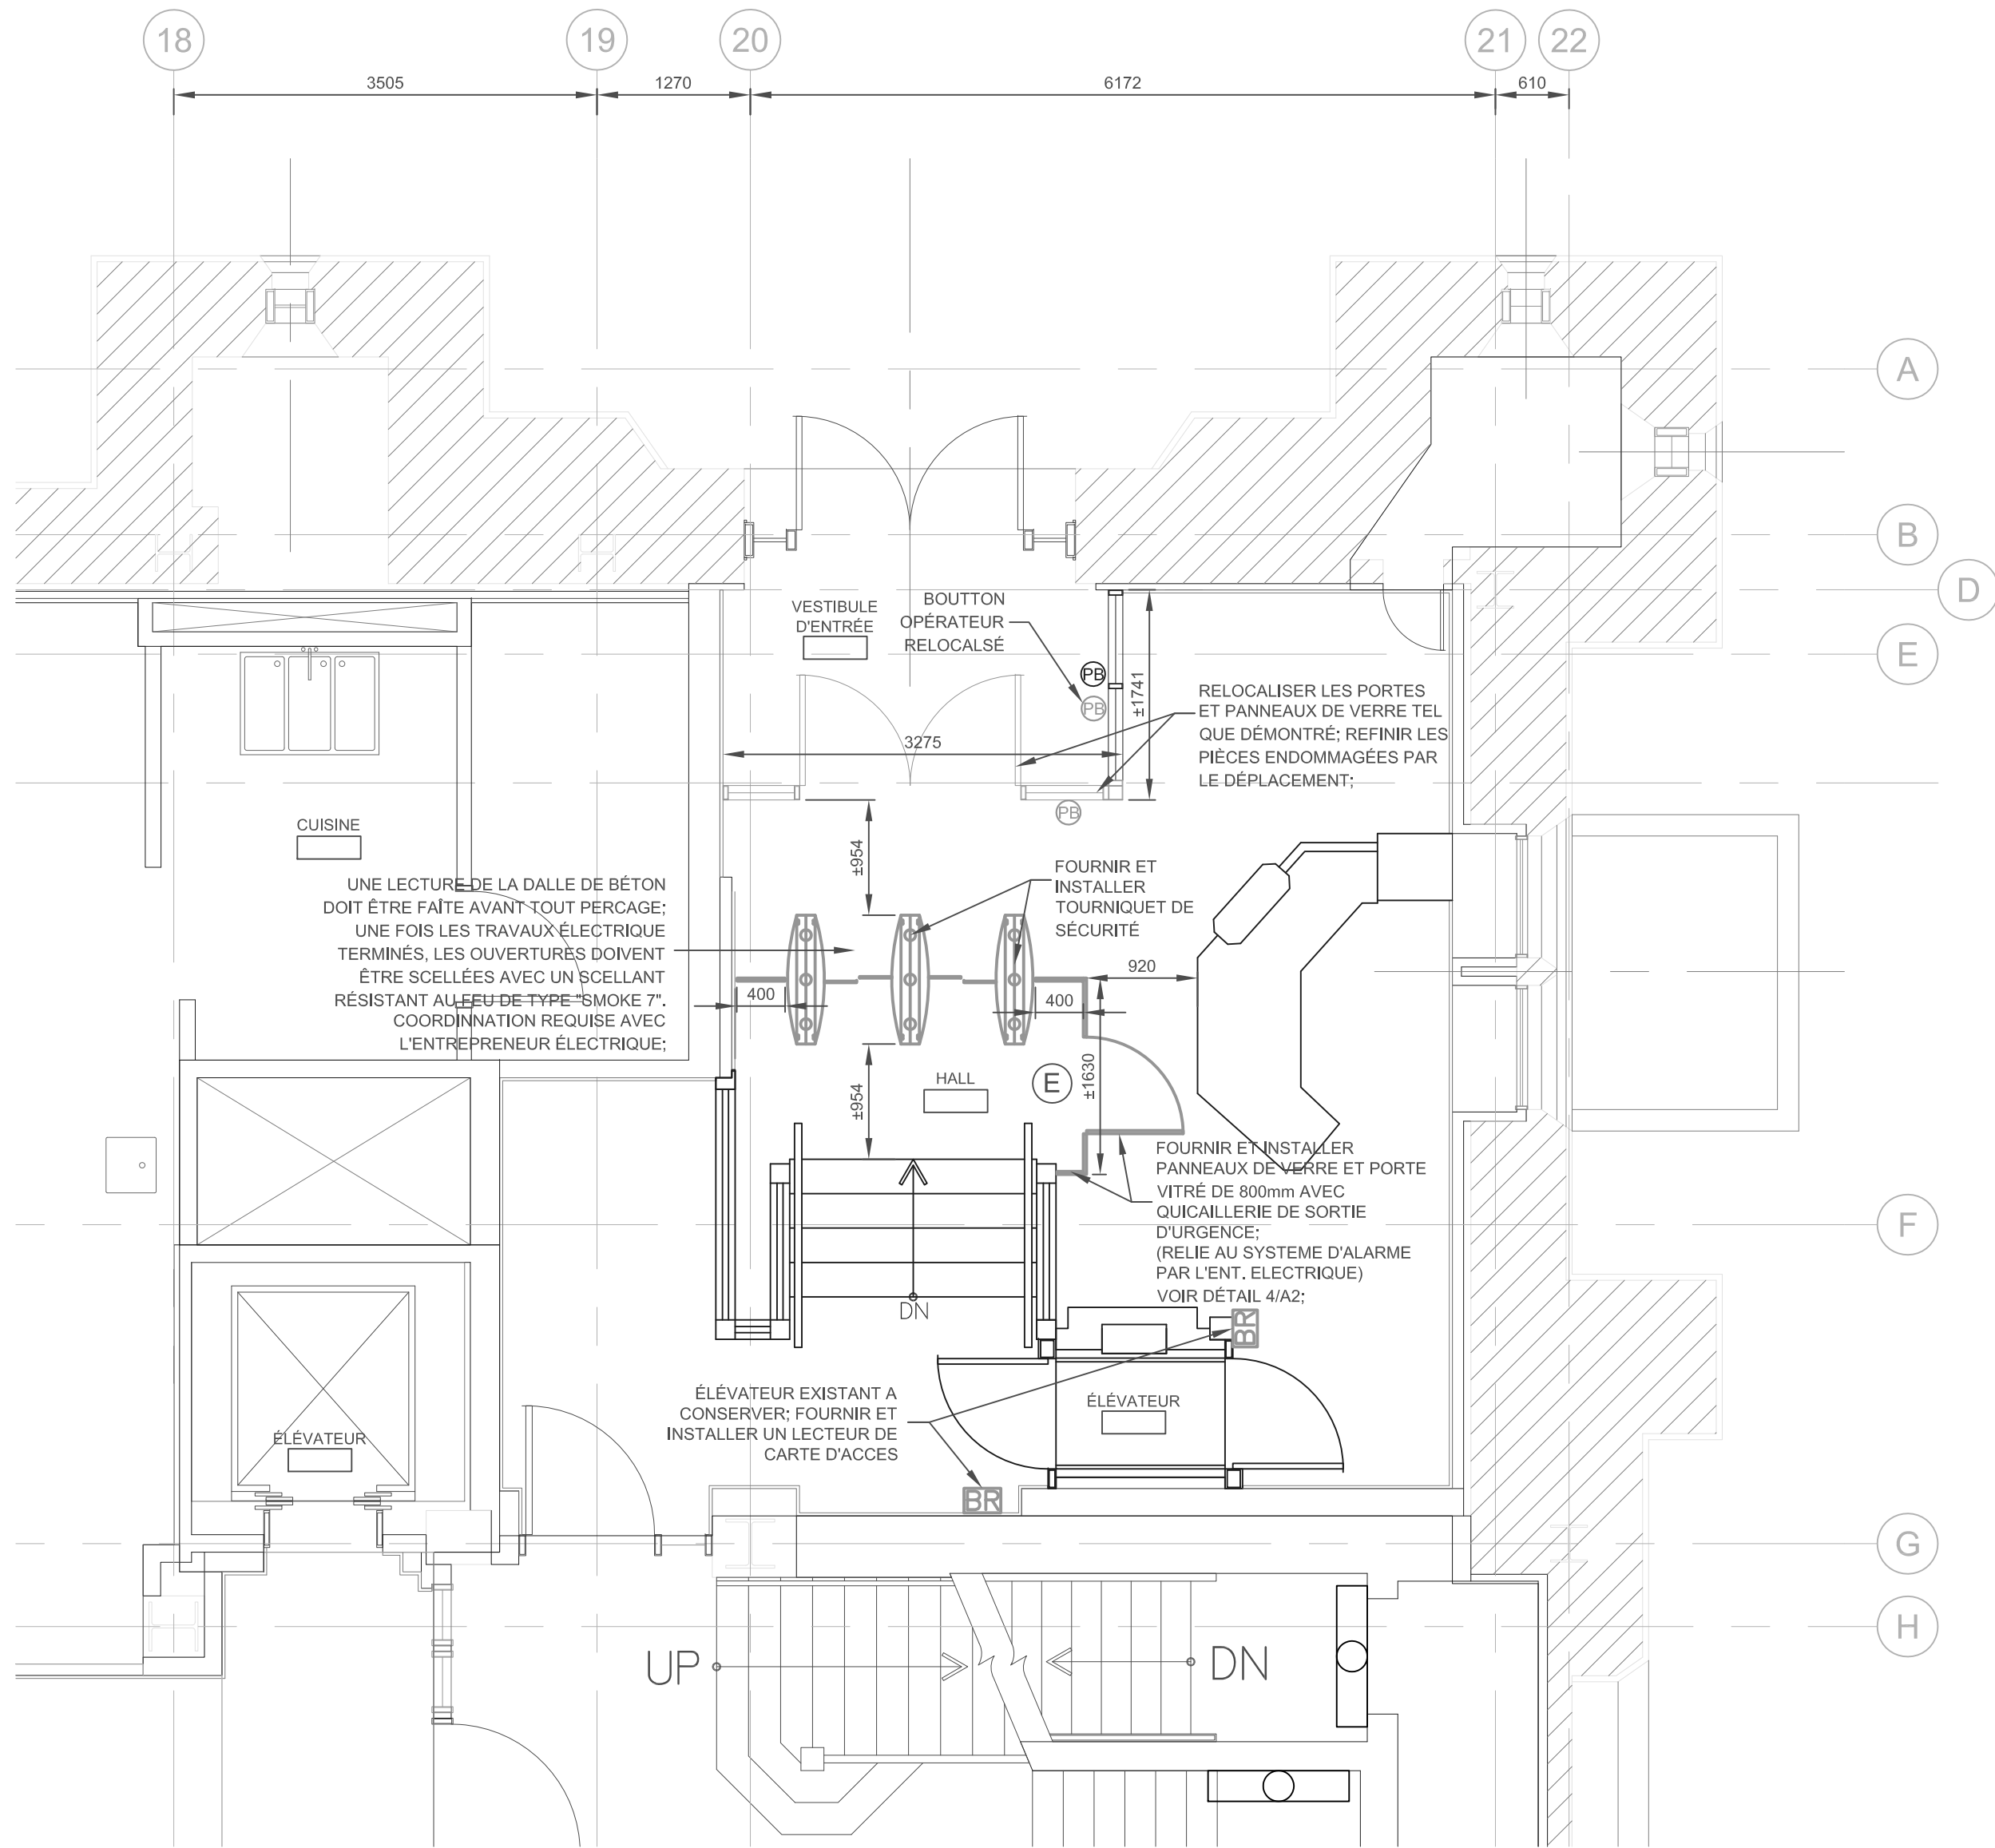 18
19
20
21
22
3505
1270
6172
610
A
B
D
E
F
G
H
VESTIBULE
D'ENTRÉE
BOUTTON
OPÉRATEUR
RELOCALSÉ
PB
PB
PB
±1741
3275
RELOCALISER LES PORTES
ET PANNEAUX DE VERRE TEL
QUE DÉMONTRÉ; REFINIR LES
PIÈCES ENDOMMAGÉES PAR
LE DÉPLACEMENT;
CUISINE
±954
FOURNIR ET
INSTALLER
TOURNIQUET DE
SÉCURITÉ
UNE LECTURE DE LA DALLE DE BÉTON
DOIT ÊTRE FAÎTE AVANT TOUT PERCAGE;
UNE FOIS LES TRAVAUX ÉLECTRIQUE
TERMINÉS, LES OUVERTURES DOIVENT
ÊTRE SCELLÉES AVEC UN SCELLANT
RÉSISTANT AU FEU DE TYPE "SMOKE 7".
COORDINNATION REQUISE AVEC
L'ENTREPRENEUR ÉLECTRIQUE;
400
400
920
±1630
±954
HALL
E
FOURNIR ET INSTALLER
PANNEAUX DE VERRE ET PORTE
VITRÉ DE 800mm AVEC
QUICAILLERIE DE SORTIE
D'URGENCE;
(RELIE AU SYSTEME D'ALARME
PAR L'ENT. ELECTRIQUE)
VOIR DÉTAIL 4/A2;
DN
BR
ÉLÉVATEUR EXISTANT A
CONSERVER; FOURNIR ET
INSTALLER UN LECTEUR DE
CARTE D'ACCES
ÉLÉVATEUR
ÉLÉVATEUR
BR
UP
DN